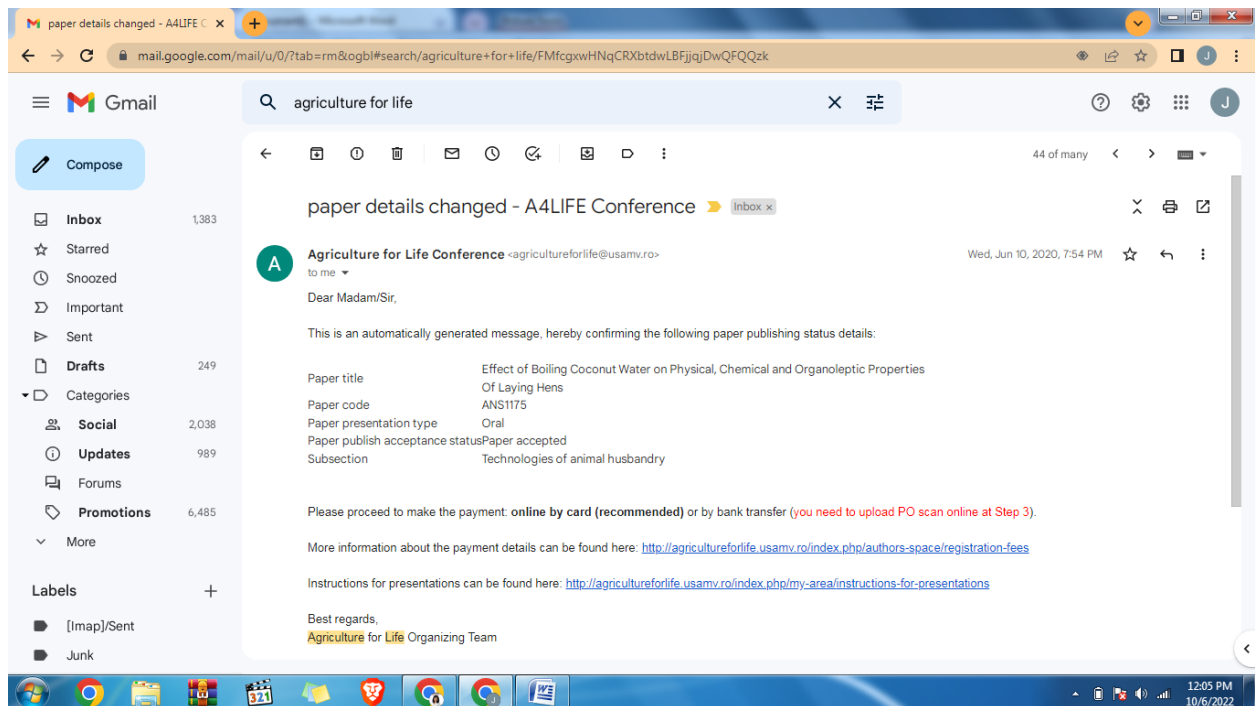 paper details changed - A4LIFE C
mail.google.com/mail/u/0/?tab=rm&ogbl#search/agriculture+for+life/FMfcgxwHNqCRXbtdwLBFjjqjDwQFQQzk
J
Gmail
agriculture for life
J
Compose
44 of many
Inbox 1,383
Starred
Snoozed
Important
Sent
Drafts 249
Categories
Social 2,038
Updates 989
Forums
Promotions 6,485
More
Labels
[Imap]/Sent
Junk
paper details changed - A4LIFE Conference Inbox x
A
Agriculture for Life Conference <agricultureforlife@usamv.ro> Wed, Jun 10, 2020, 7:54 PM
to me
Dear Madam/Sir,
This is an automatically generated message, hereby confirming the following paper publishing status details:
Paper title Effect of Boiling Coconut Water on Physical, Chemical and Organoleptic Properties
Of Laying Hens
Paper code ANS1175
Paper presentation type Oral
Paper publish acceptance statusPaper accepted
Subsection Technologies of animal husbandry
Please proceed to make the payment: online by card (recommended) or by bank transfer (you need to upload PO scan online at Step 3).
More information about the payment details can be found here: http://agricultureforlife.usamv.ro/index.php/authors-space/registration-fees
Instructions for presentations can be found here: http://agricultureforlife.usamv.ro/index.php/my-area/instructions-for-presentations
Best regards,
Agriculture for Life Organizing Team
321
12:05 PM
10/6/2022